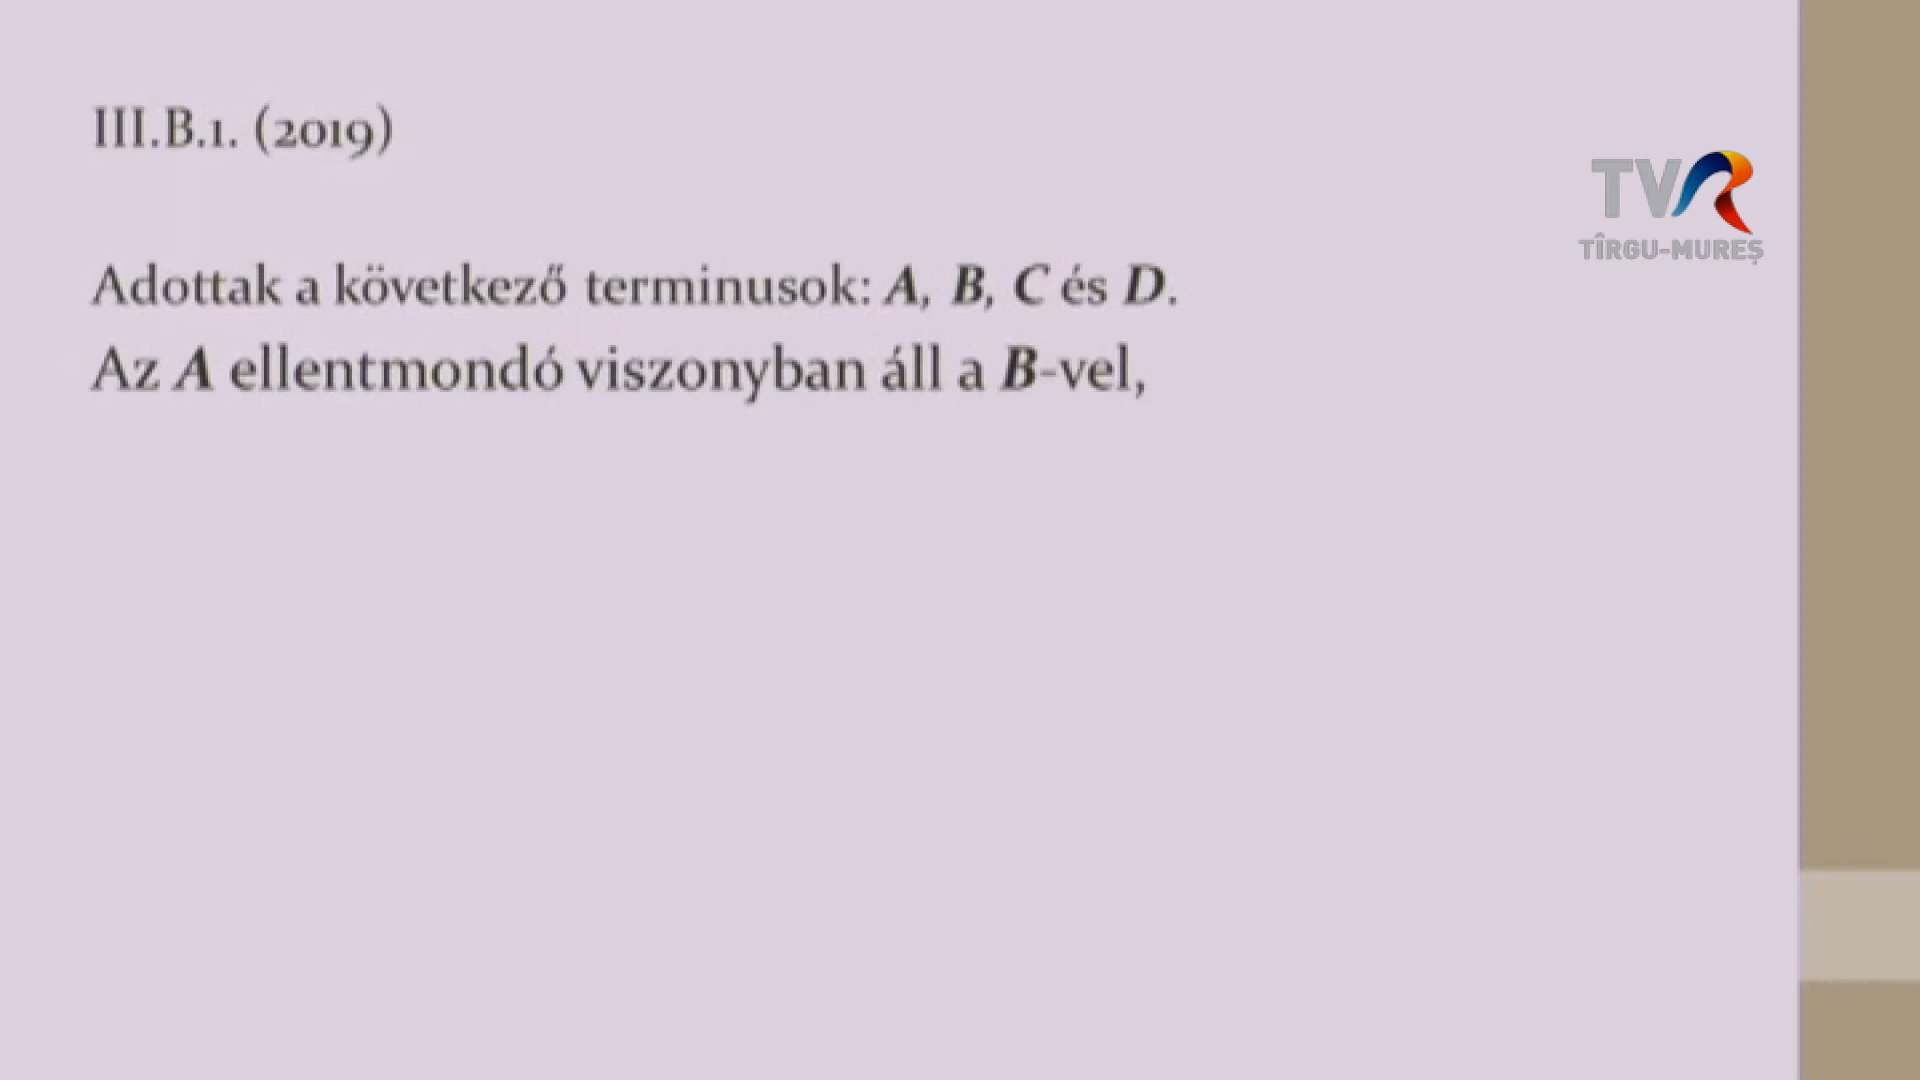 III.B.1. (2019)
TVR
TÎRGU-MUREȘ
Adottak a következő terminusok: A, B, C és D.
Az A ellentmondó viszonyban áll a B-vel,